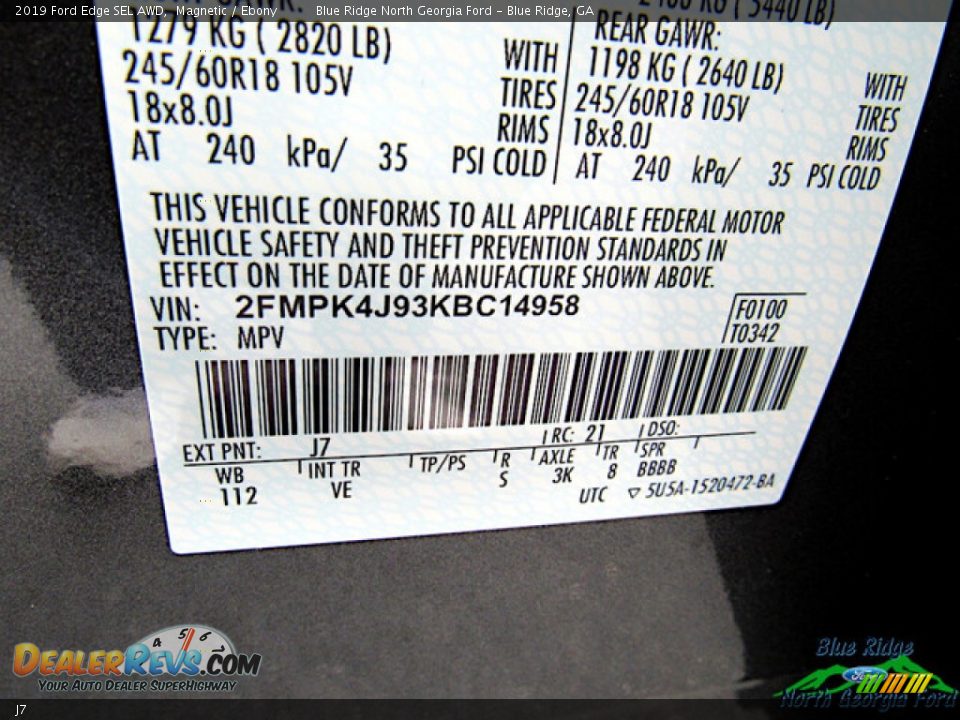 2019 Ford Edge SEL AWD, Magnetic / Ebony Blue Ridge North Georgia Ford - Blue Ridge, GA
5440 LB)
1279 KG ( 2820 LB) WITH
245/60R18 105V TIRES
18x8.0J RIMS
AT 240 kPa/ 35 PSI COLD
REAR GAWR:
1198 KG ( 2640 LB) WITH
245/60R18 105V TIRES
18x8.0J RIMS
AT 240 kPa/ 35 PSI COLD
THIS VEHICLE CONFORMS TO ALL APPLICABLE FEDERAL MOTOR
VEHICLE SAFETY AND THEFT PREVENTION STANDARDS IN
EFFECT ON THE DATE OF MANUFACTURE SHOWN ABOVE.
VIN: 2FMPK4J93KBC14958
TYPE: MPV
F0100
T0342
EXT PNT: J7 RC: 21 DSO:
WB INT TR TP/PS R AXLE TR SPR
112 VE S 3K 8 BBBB
UTC ▽ 5U5A-1520472-BA
4 5 6
DEALERREVS.COM
YOUR AUTO DEALER SUPERHIGHWAY
Blue Ridge
Ford
North Georgia Ford
J7